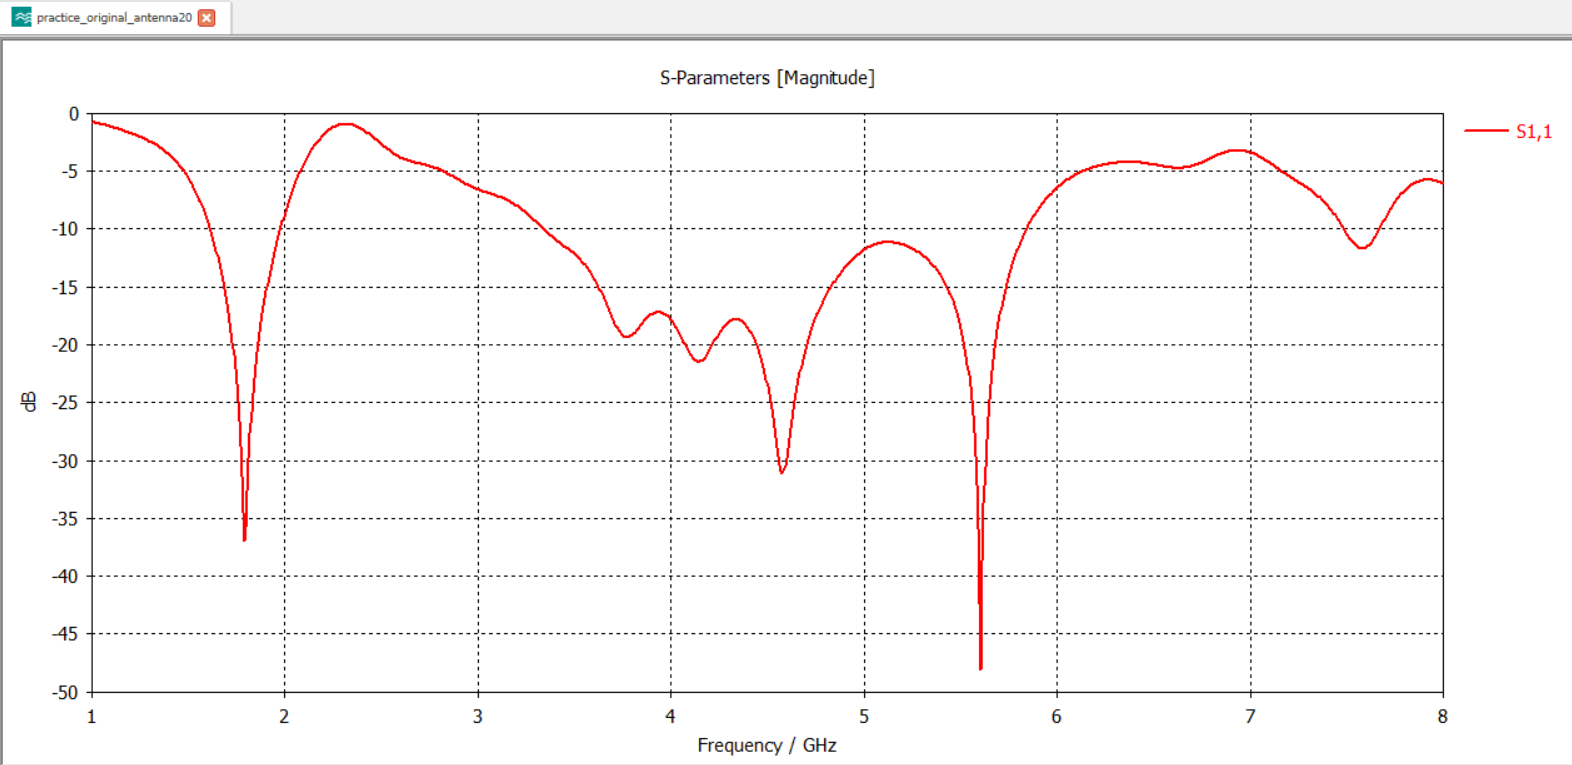 practice_original_antenna20
S-Parameters [Magnitude]
S1,1
0
-5
-10
-15
-20
-25
-30
-35
-40
-45
-50
dB
1 2 3 4 5 6 7 8
Frequency / GHz